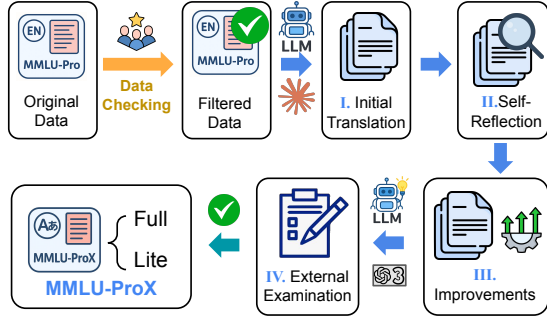 EN
MMLU-Pro
Original
Data
Data
Checking
EN
MMLU-Pro
Filtered
Data
LLM
I. Initial
Translation
II.Self-
Reflection
III.
Improvements
LLM
3
IV. External
Examination
Aあ
MMLU-ProX
Full
Lite
MMLU-ProX